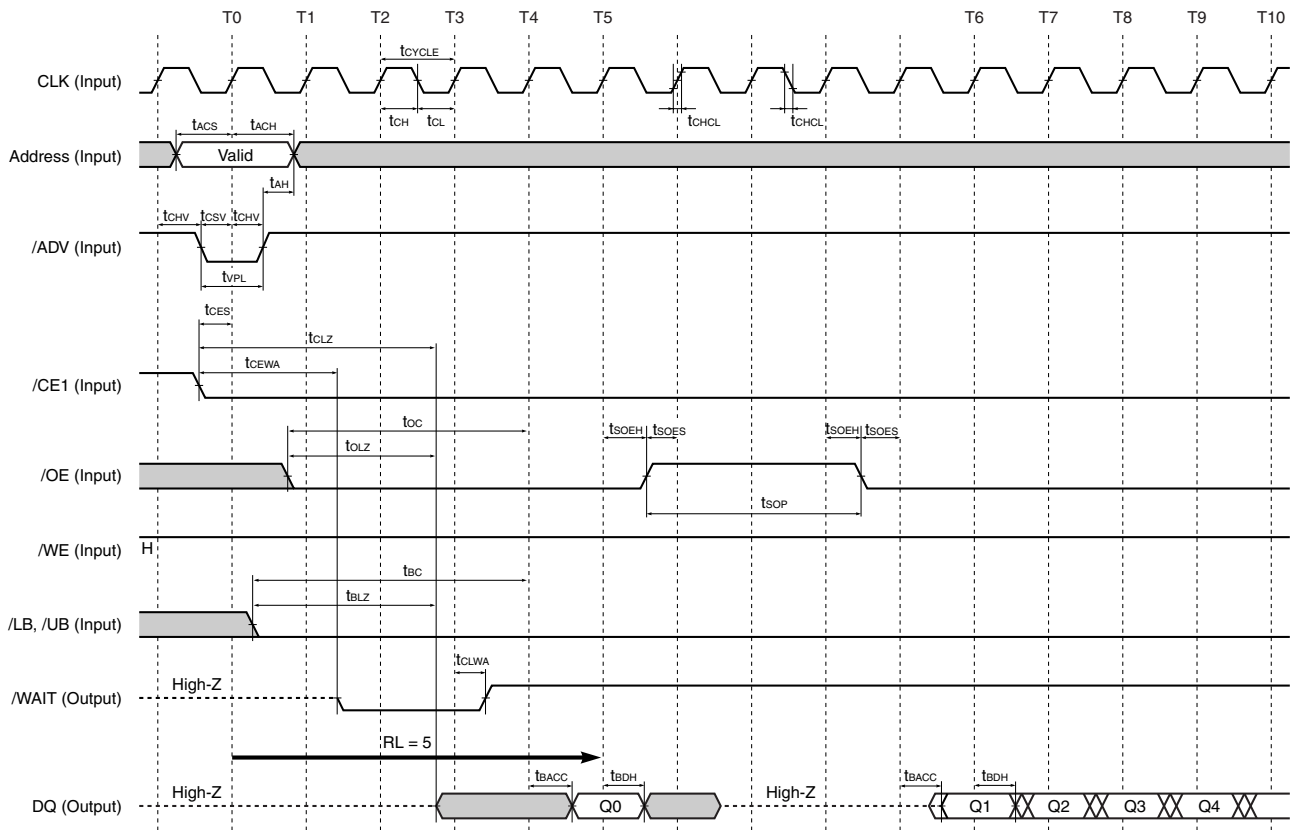 T0 T1 T2 T3 T4 T5 T6 T7 T8 T9 T10
tCYCLE
CLK (Input)
tCH tCL tCHCL tCHCL
tACS tACH
Address (Input) Valid
tAH
tCHV tCSV tCHV
/ADV (Input)
tVPL
tCES
tCLZ
tCEWA
/CE1 (Input)
tOC
tSOEH tSOES tSOEH tSOES
tOLZ
/OE (Input)
tSOP
/WE (Input) H
tBC
tBLZ
/LB, /UB (Input)
tCLWA
High-Z
/WAIT (Output)
RL = 5
tBACC tBDH tBACC tBDH
High-Z High-Z
DQ (Output) Q0 Q1 Q2 Q3 Q4